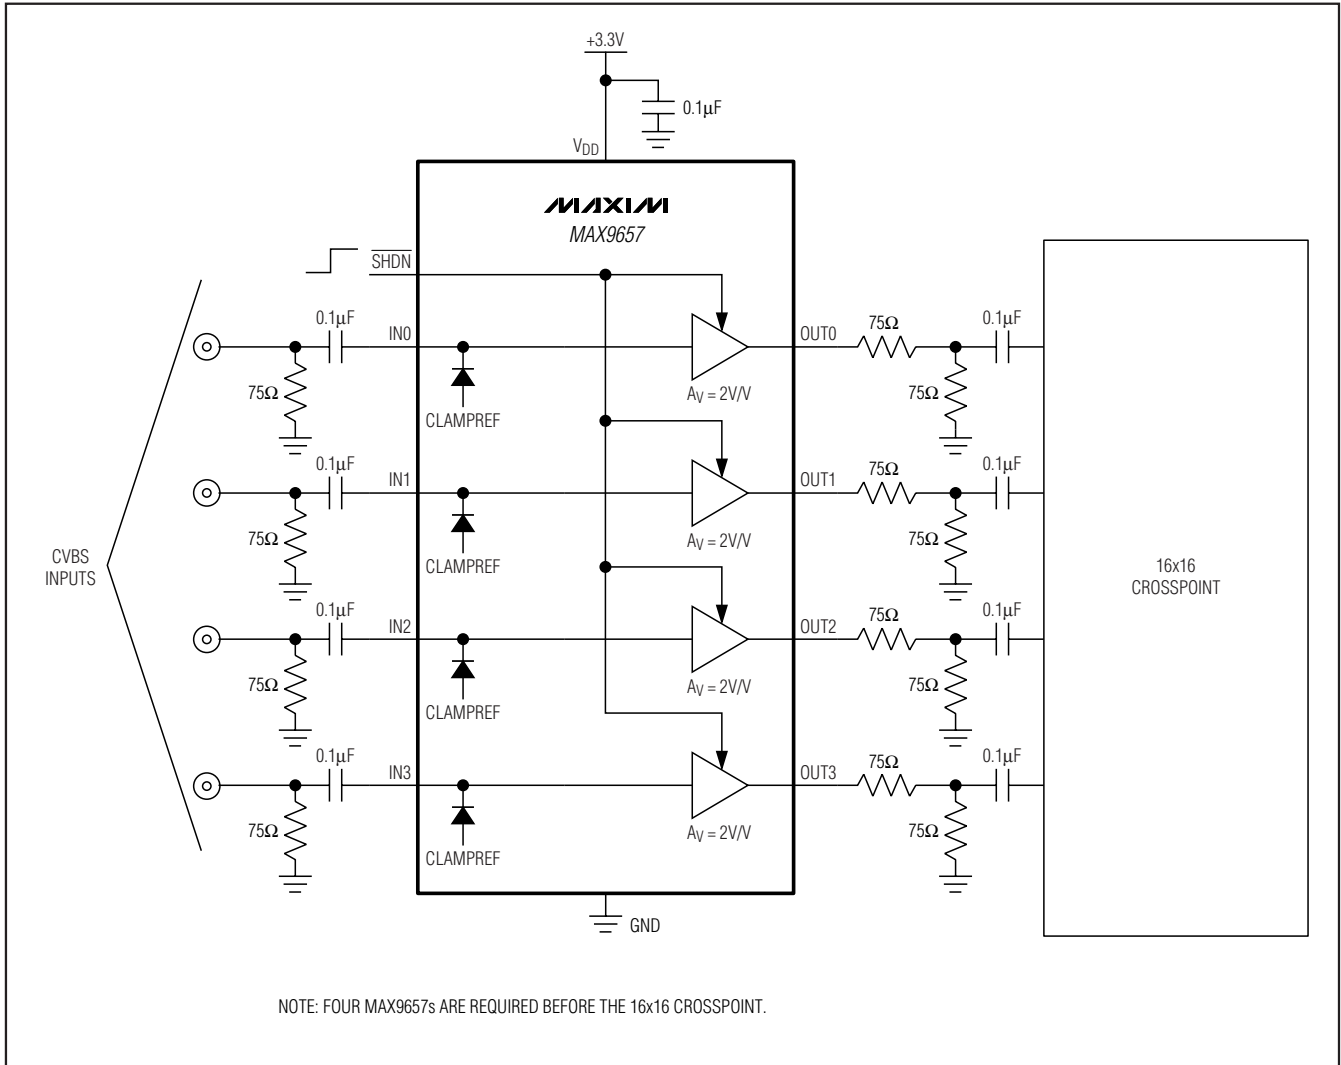 +3.3V
0.1µF
VDD
MAXIM
MAX9657
SHDN
0.1µF
IN0
OUT0
75Ω
0.1µF
75Ω
CLAMPREF
AV = 2V/V
75Ω
0.1µF
IN1
OUT1
75Ω
0.1µF
75Ω
CLAMPREF
AV = 2V/V
75Ω
CVBS
INPUTS
16x16
CROSSPOINT
0.1µF
IN2
OUT2
75Ω
0.1µF
75Ω
CLAMPREF
AV = 2V/V
75Ω
0.1µF
IN3
OUT3
75Ω
0.1µF
75Ω
CLAMPREF
AV = 2V/V
75Ω
GND
NOTE: FOUR MAX9657s ARE REQUIRED BEFORE THE 16x16 CROSSPOINT.